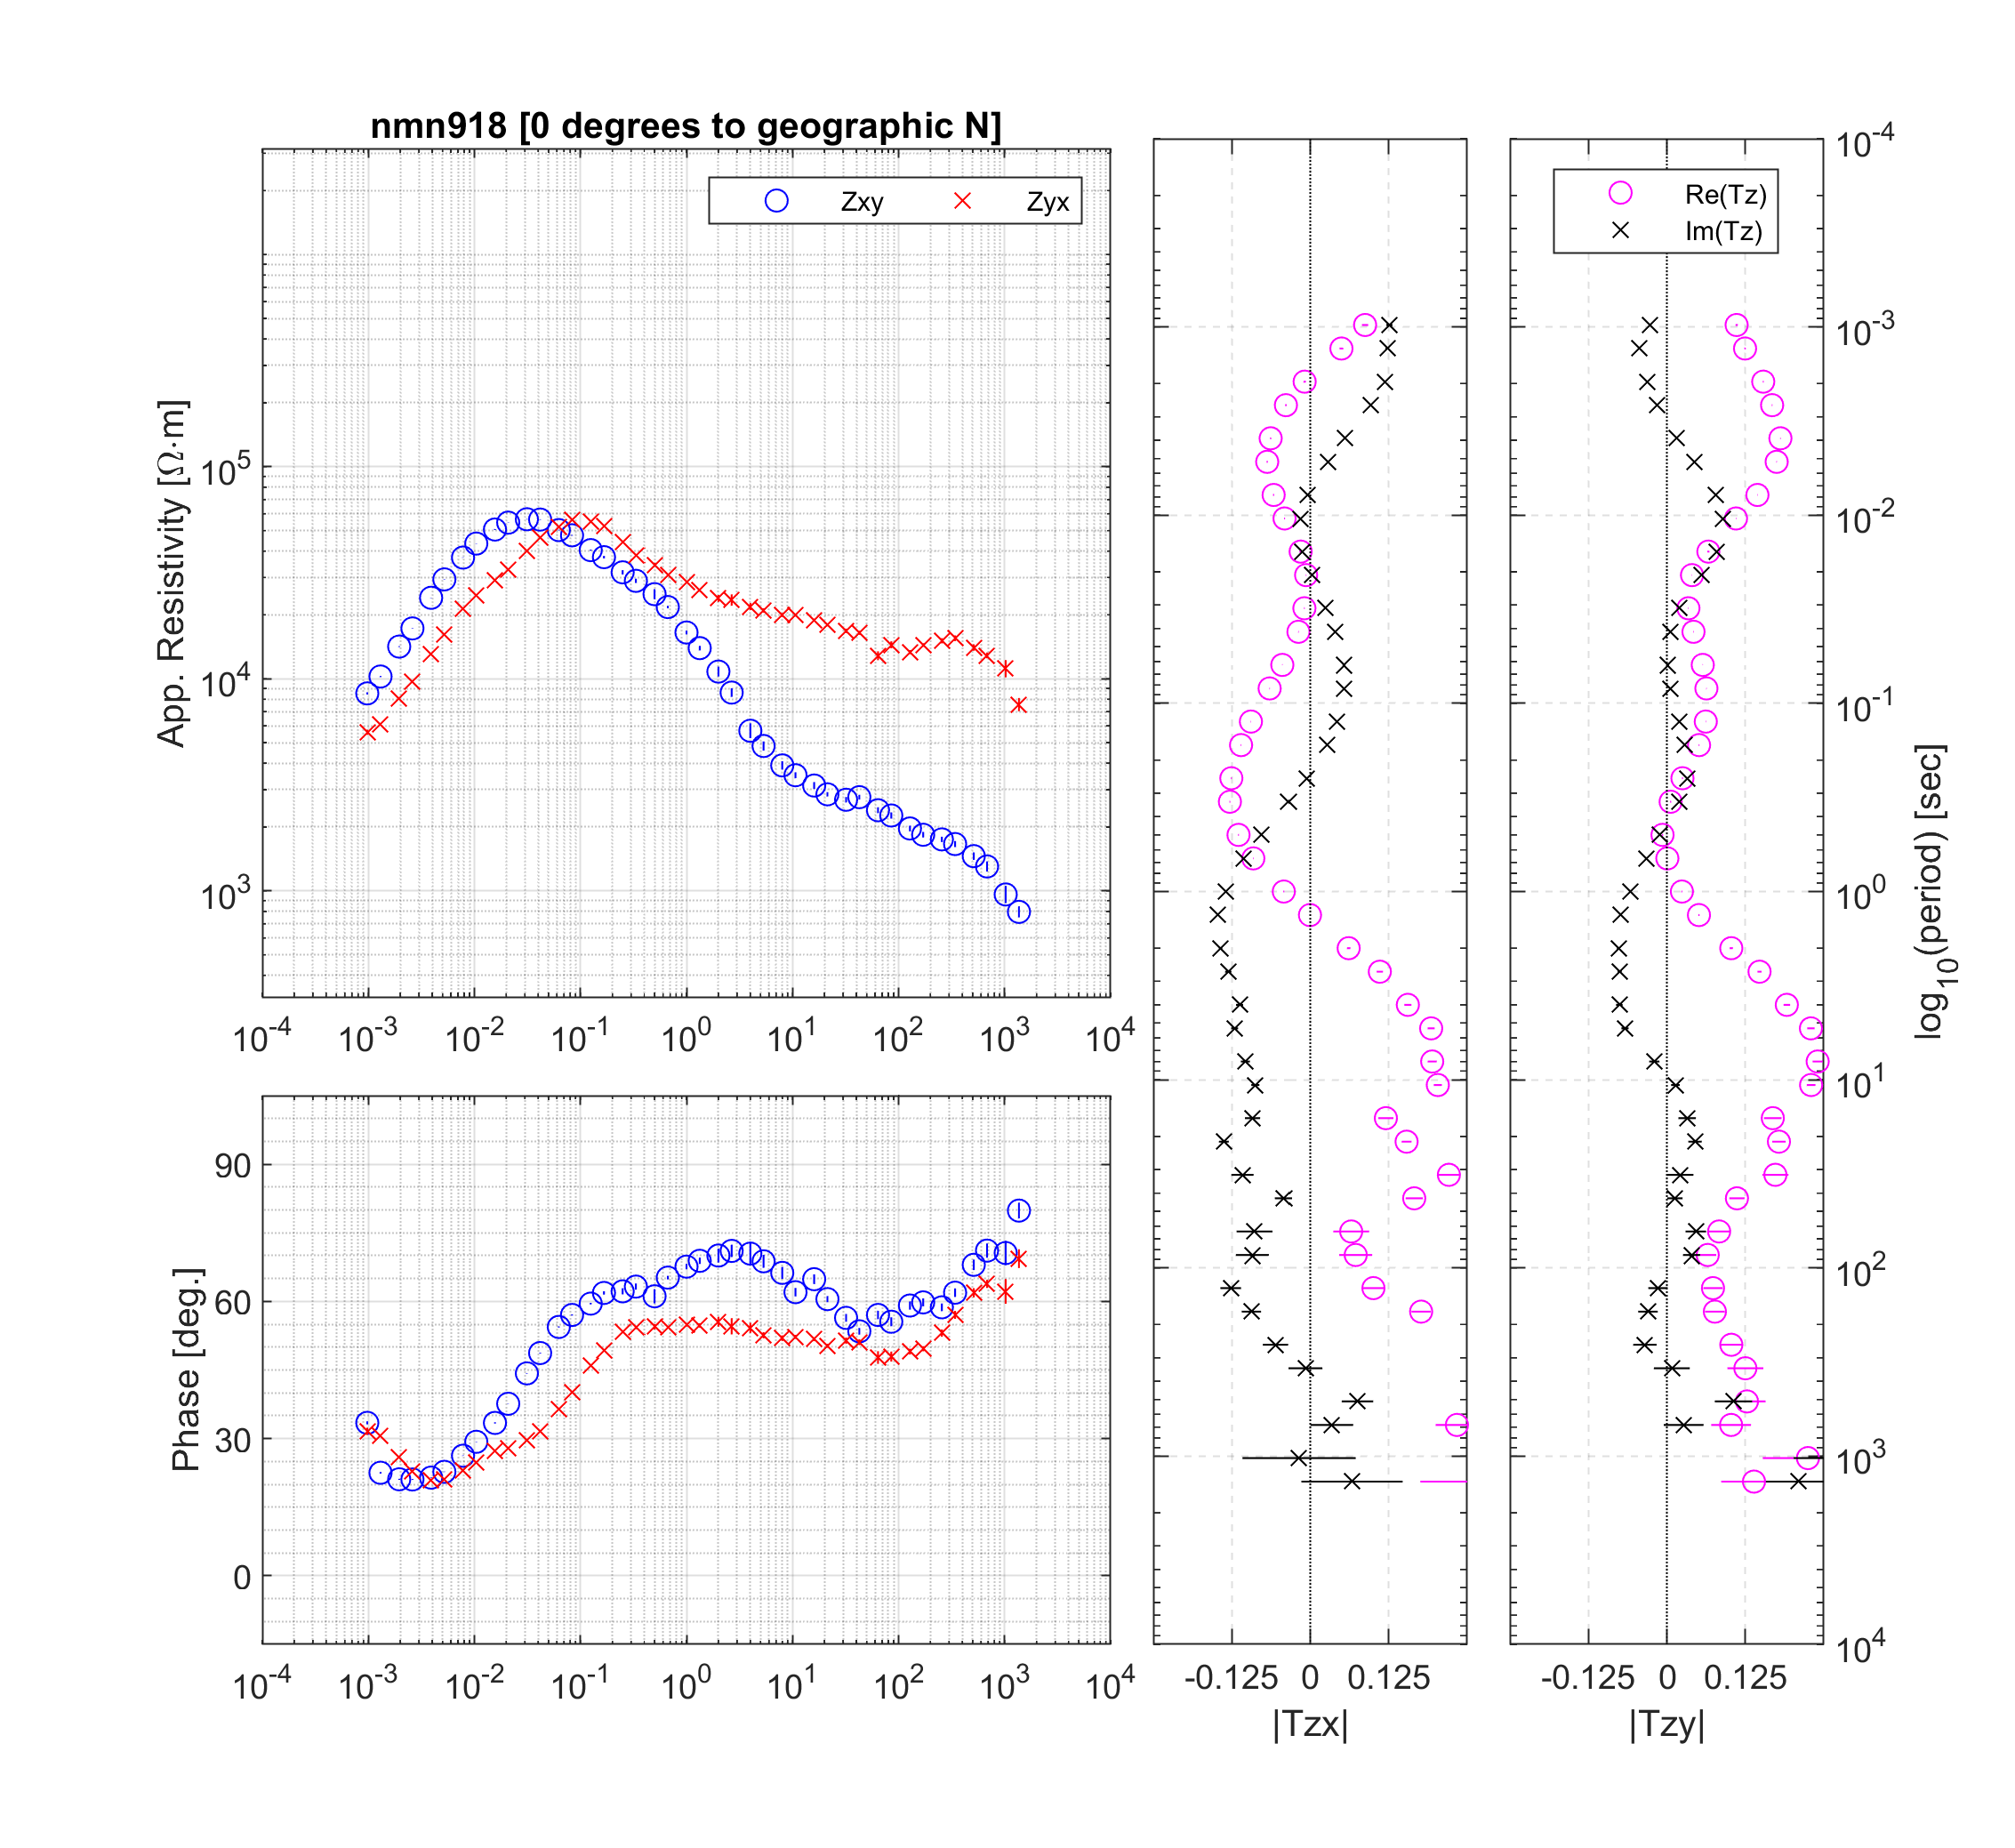 nmn918 [0 degrees to geographic N]
Zxy Zyx
App. Resistivity [Ω·m]
10^5
10^4
10^3
10^-4 10^-3 10^-2 10^-1 10^0 10^1 10^2 10^3 10^4
Phase [deg.]
90
60
30
0
10^-4 10^-3 10^-2 10^-1 10^0 10^1 10^2 10^3 10^4
-0.125 0 0.125
|Tzx|
Re(Tz)
Im(Tz)
-0.125 0 0.125
|Tzy|
10^-4
10^-3
10^-2
10^-1
10^0
10^1
10^2
10^3
10^4
log10(period) [sec]